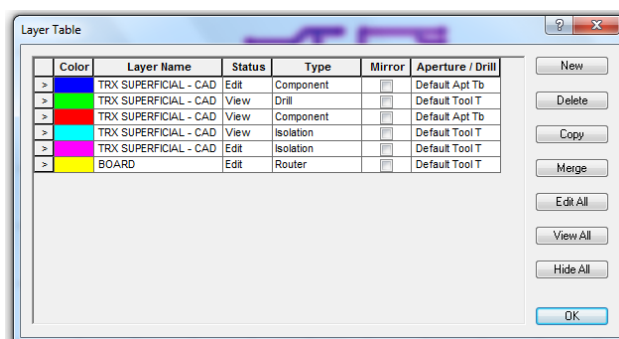 Layer Table
?
X
Color Layer Name Status Type Mirror Aperture / Drill
> TRX SUPERFICIAL - CAD Edit Component Default Apt Tb
> TRX SUPERFICIAL - CAD View Drill Default Tool T
> TRX SUPERFICIAL - CAD View Component Default Apt Tb
> TRX SUPERFICIAL - CAD View Isolation Default Tool T
> TRX SUPERFICIAL - CAD Edit Isolation Default Tool T
> BOARD Edit Router Default Tool T
New
Delete
Copy
Merge
Edit All
View All
Hide All
OK